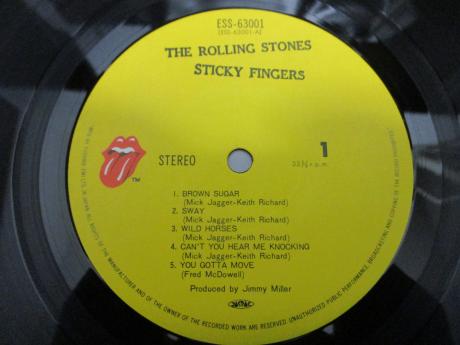 ESS-63001
(ESS-63001-A)
THE ROLLING STONES
STICKY FINGERS
STEREO
1
33⅓ r.p.m.
TM
1. BROWN SUGAR
(Mick Jagger-Keith Richard)
2. SWAY
(Mick Jagger-Keith Richard)
3. WILD HORSES
(Mick Jagger-Keith Richard)
4. CAN'T YOU HEAR ME KNOCKING
(Mick Jagger-Keith Richard)
5. YOU GOTTA MOVE
(Fred McDowell)
Produced by Jimmy Miller
JASRAC
OF THE MANUFACTURER AND OF THE OWNER OF THE RECORDED WORK ARE RESERVED. UNAUTHORIZED PUBLIC PERFORMANCE, BROADCASTING AND COPYING OF